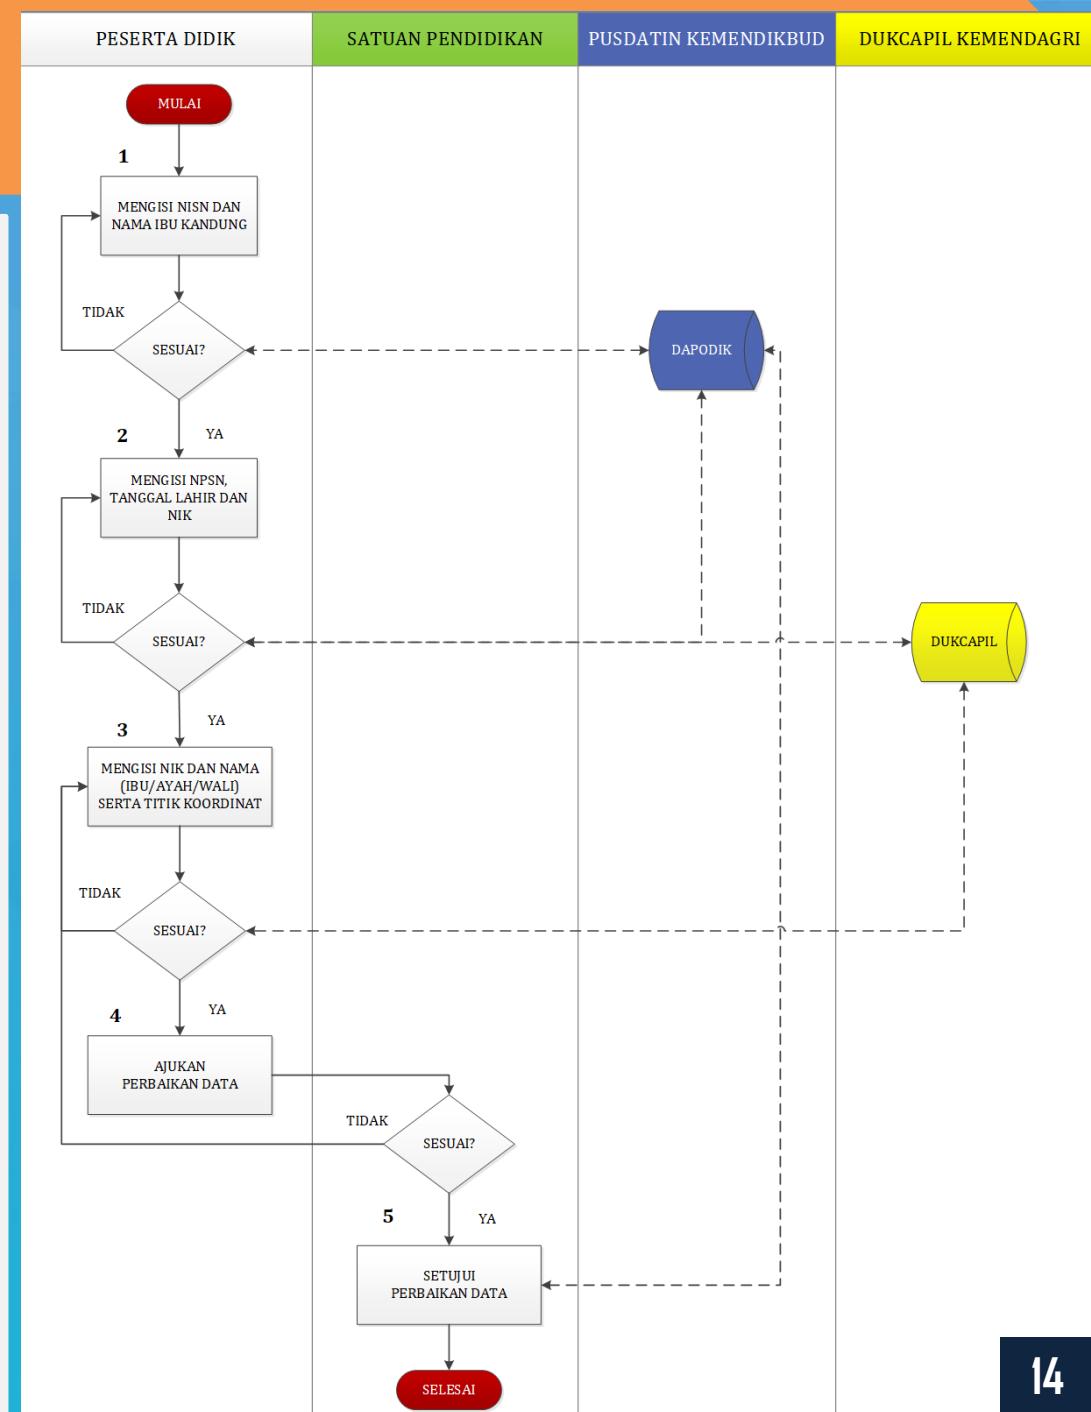 PESERTA DIDIK
SATUAN PENDIDIKAN
PUSDATIN KEMENDIKBUD
DUKCAPIL KEMENDAGRI
MULAI
1
MENGISI NISN DAN
NAMA IBU KANDUNG
TIDAK
SESUAI?
DAPODIK
YA
2
MENGISI NPSN,
TANGGAL LAHIR DAN
NIK
TIDAK
SESUAI?
DUKCAPIL
YA
3
MENGISI NIK DAN NAMA
(IBU/AYAH/WALI)
SERTA TITIK KOORDINAT
TIDAK
SESUAI?
YA
4
AJUKAN
PERBAIKAN DATA
TIDAK
SESUAI?
5
YA
SETUJUI
PERBAIKAN DATA
SELESAI
14